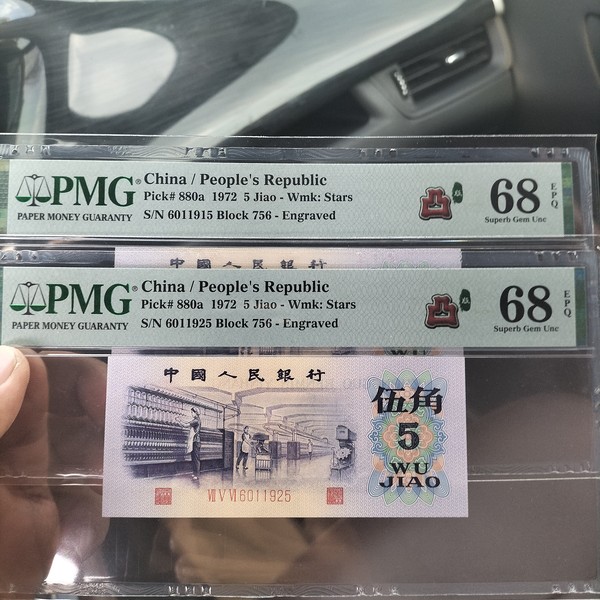 PMG
PAPER MONEY GUARANTY
China / People's Republic
Pick# 880a 1972 5 Jiao - Wmk: Stars
S/N 6011915 Block 756 - Engraved
凸
68
EPQ
Superb Gem Unc
中國人民銀行
PMG
PAPER MONEY GUARANTY
China / People's Republic
Pick# 880a 1972 5 Jiao - Wmk: Stars
S/N 6011925 Block 756 - Engraved
凸
68
EPQ
Superb Gem Unc
WU
中國人民銀行
伍角
5
WU
JIAO
ⅦⅤⅥ6011925